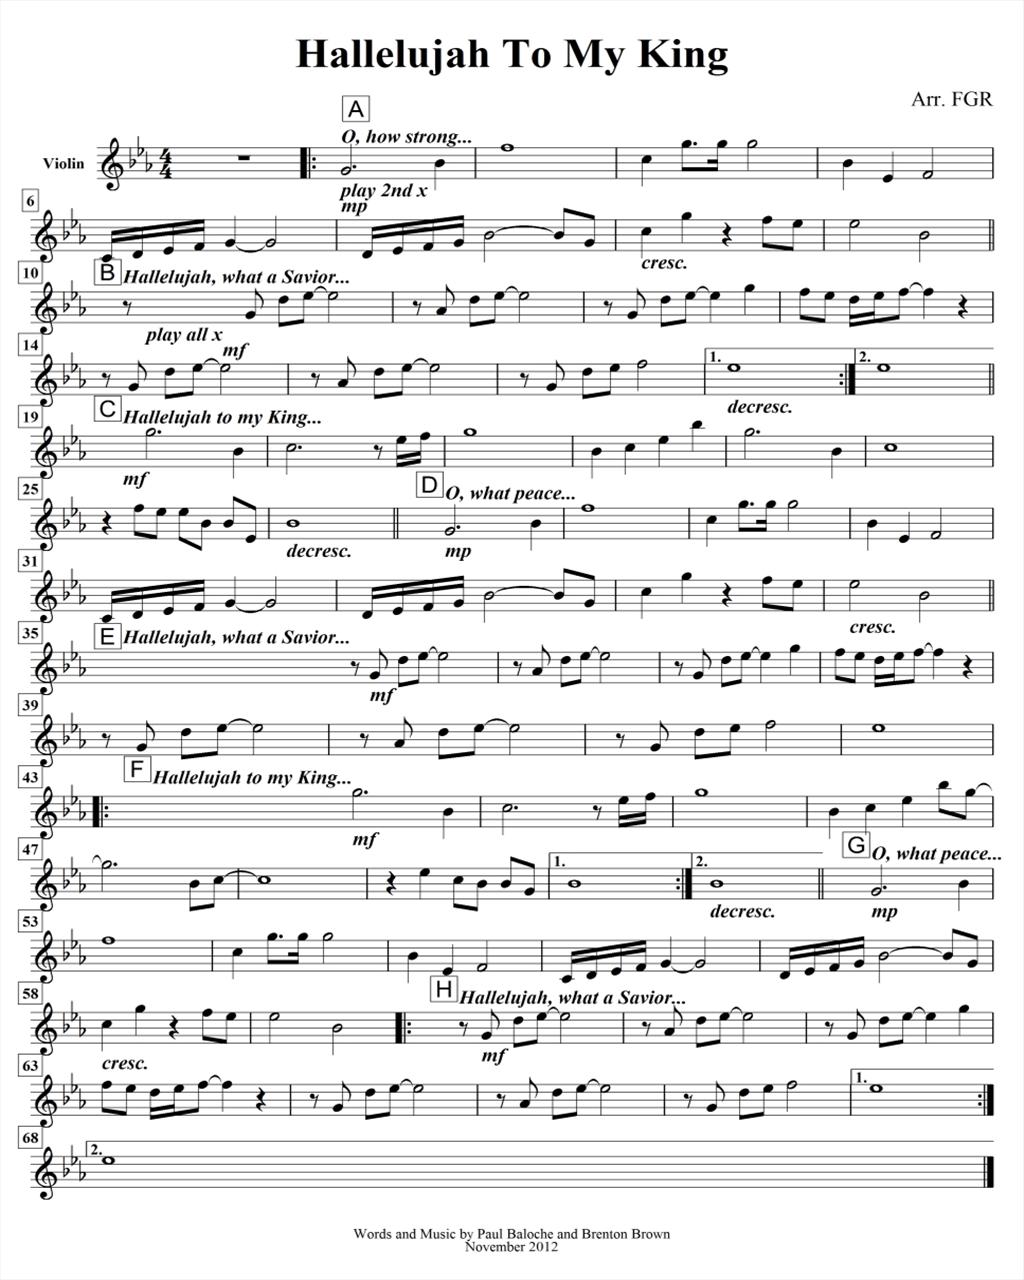 Hallelujah To My King
Arr. FGR
A
O, how strong...
Violin
play 2nd x
mp
6
cresc.
10
B Hallelujah, what a Savior...
play all x
mf
14
1. 2.
decresc.
19
C Hallelujah to my King...
mf
25
D O, what peace...
decresc. mp
31
cresc.
35
E Hallelujah, what a Savior...
mf
39
43
F Hallelujah to my King...
mf
47
G O, what peace...
1. 2.
decresc. mp
53
58
H Hallelujah, what a Savior...
cresc. mf
63
1.
68
2.
Words and Music by Paul Baloche and Brenton Brown
November 2012